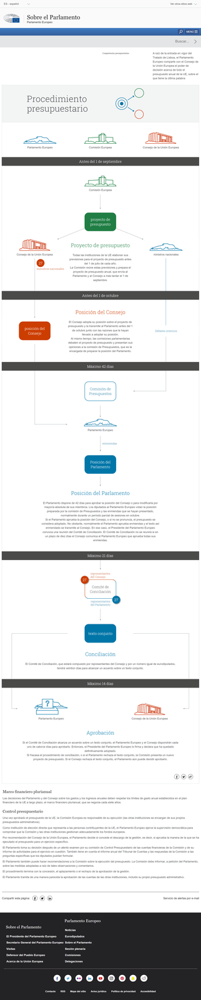 ES - español
Ver otros sitios web
Sobre el Parlamento
Parlamento Europeo
MENÚ
Buscar...
Competencias presupuestarias
A raíz de la entrada en vigor del
Tratado de Lisboa, el Parlamento
Europeo comparte con el Consejo de
la Unión Europea el poder de
decisión acerca de todo el
presupuesto anual de la UE, sobre el
que tiene la última palabra
Procedimiento
presupuestario
Parlamento Europeo
Comisión Europea
Consejo de la Unión Europea
Antes del 1 de septiembre
Comisión Europea
proyecto de
presupuesto
Consejo de la Unión Europea
27
ministros nacionales
Proyecto de presupuesto
ministros nacionales
Todas las instituciones de la UE elaboran sus
previsiones para el proyecto de presupuesto antes
del 1 de julio de cada año.
La Comisión reúne estas previsiones y prepara el
proyecto de presupuesto anual, que envía al
Parlamento y al Consejo a más tardar el 1 de
septiembre.
Antes del 1 de octubre
Posición del Consejo
posición del
Consejo
El Consejo adopta su posición sobre el proyecto de
presupuesto y la transmite al Parlamento antes del 1
de octubre junto con las razones que le hayan
llevado a adoptar su posición.
Al mismo tiempo, las comisiones parlamentarias
debaten el proyecto de presupuesto y presentan sus
opiniones a la comisión de Presupuestos, que es la
encargada de preparar la posición del Parlamento.
Debates internos
Máximo 42 días
Comisión de
Presupuestos
Parlamento Europeo
enmiendas
Posición del
Parlamento
Posición del Parlamento
El Parlamento dispone de 42 días para aprobar la posición del Consejo o para modificarla por
mayoría absoluta de sus miembros. Los diputados al Parlamento Europeo votan la posición
preparada por la comisión de Presupuestos y las enmiendas que se hayan presentado,
normalmente durante un período parcial de sesiones en octubre.
Si el Parlamento aprueba la posición del Consejo, o si no se pronuncia, el presupuesto se
considera adoptado. No obstante, normalmente el Parlamento aprueba enmiendas y el texto así
enmendado se transmite al Consejo. En ese caso, el Presidente del Parlamento Europeo
convoca una reunión del Comité de Conciliación. El Comité de Conciliación no se reunirá si en
un plazo de diez días el Consejo comunica al Parlamento Europeo que aprueba todas sus
enmiendas.
Máximo 21 días
representantes
del Consejo
27
Comité de
Conciliación
27
representantes
del Parlamento
texto conjunto
Conciliación
El Comité de Conciliación, que estará compuesto por representantes del Consejo y por un número igual de eurodiputados,
tendrá veintiún días para alcanzar un acuerdo sobre un texto conjunto.
Máximo 14 días
?
Parlamento Europeo
Consejo de la Unión Europea
Aprobación
Si el Comité de Conciliación alcanza un acuerdo sobre un texto conjunto, el Parlamento Europeo y el Consejo dispondrán cada
uno de catorce días para aprobarlo. Entonces, el Presidente del Parlamento Europeo lo firma y declara que ha quedado
definitivamente adoptado.
Si fracasa el procedimiento de conciliación, o si el Parlamento rechaza el texto conjunto, la Comisión presenta un nuevo
proyecto de presupuesto. Si el Consejo rechaza el texto conjunto, el Parlamento aún puede decidir aprobarlo.
Marco financiero plurianual
Las decisiones del Parlamento y del Consejo sobre los gastos y los ingresos anuales deben respetar los límites de gasto anual establecidos en el plan
financiero de la UE a largo plazo, el marco financiero plurianual, que se negocia cada siete años.
Control presupuestario
Una vez aprobado el presupuesto de la UE, la Comisión Europea es responsable de su ejecución (las otras instituciones se encargan de sus propios
presupuestos administrativos).
Como institución de elección directa que representa a las personas contribuyentes de la UE, el Parlamento Europeo ejerce la supervisión democrática para
comprobar que la Comisión y las otras instituciones gestionan adecuadamente los fondos europeos.
Por recomendación del Consejo de la Unión Europea, el Parlamento decide si concede el descargo de la gestión, es decir, si aprueba la manera de la que se ha
ejecutado el presupuesto para un ejercicio específico.
El Parlamento toma su decisión después de un atento examen por su comisión de Control Presupuestario de las cuentas financieras de la Comisión y de su
informe de actividades para el ejercicio en cuestión. También tiene en cuenta el informe anual del Tribunal de Cuentas y las respuestas de la Comisión a las
preguntas específicas que los diputados puedan formular.
El Parlamento también puede hacer recomendaciones a la Comisión sobre la ejecución del presupuesto. La Comisión debe informar, a petición del Parlamento,
sobre las medidas adoptadas a raíz de tales observaciones y comentarios.
El procedimiento termina con la concesión, el aplazamiento o el rechazo de la aprobación de la gestión.
El Parlamento tramita de una manera parecida la aprobación de las cuentas de las otras instituciones, incluido su propio presupuesto administrativo.
Compartir esta página:
Servicio de alertas por e-mail
Sobre el Parlamento
El Presidente del Parlamento Europeo
Secretario General del Parlamento Europeo
Visitas
Defensor del Pueblo Europeo
Acerca de la Unión Europea
Parlamento Europeo
Noticias
Eurodiputados
Sobre el Parlamento
Sesión plenaria
Comisiones
Delegaciones
Contacto
RSS
Mapa del sitio
Aviso jurídico
Política de privacidad
Accesibilidad